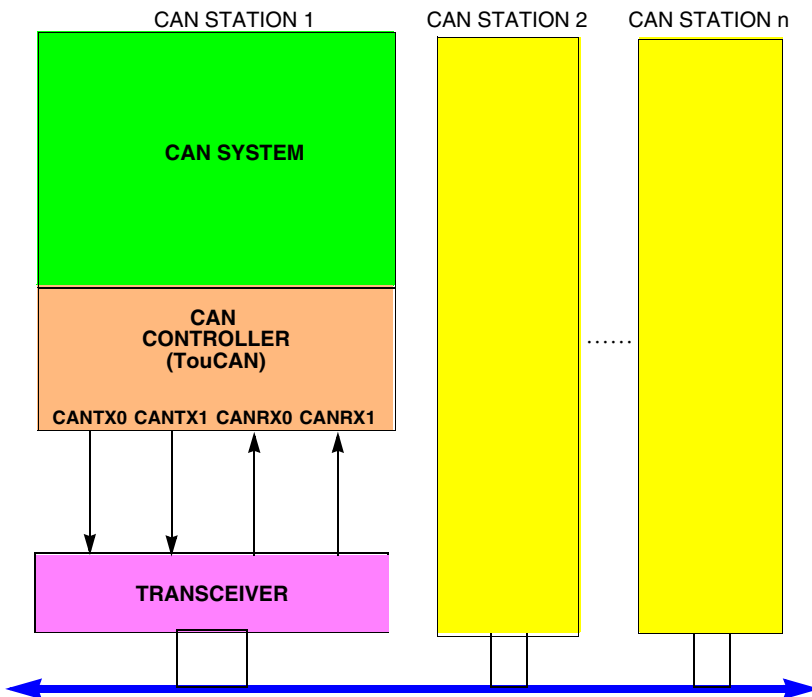 CAN STATION 1
CAN STATION 2
CAN STATION n
CAN SYSTEM
CAN
CONTROLLER
(TouCAN)
......
CANTX0 CANTX1 CANRX0 CANRX1
TRANSCEIVER